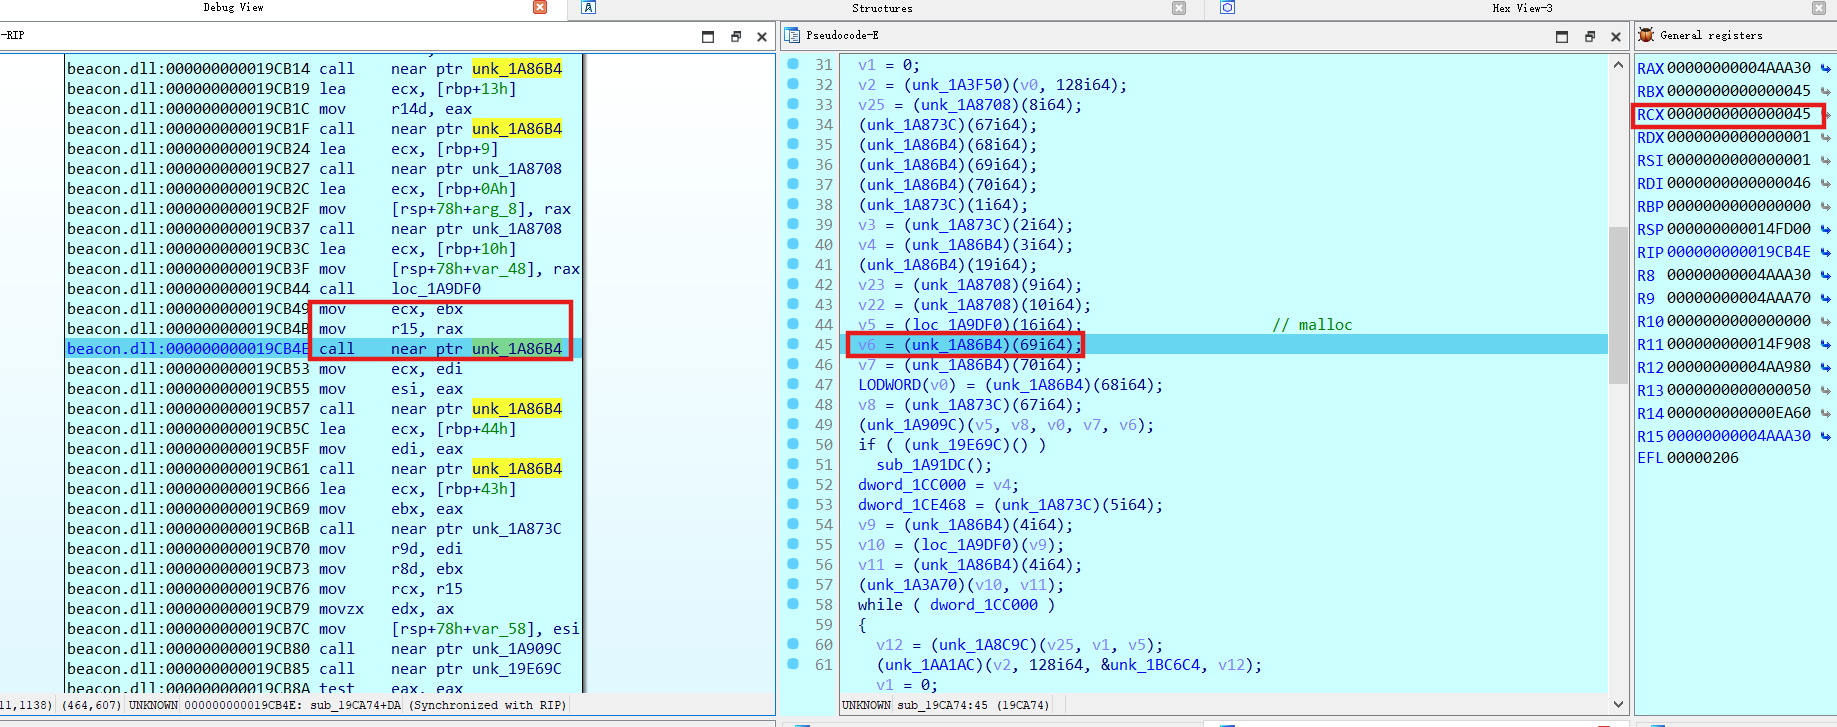 Debug View
Structures
Hex View-3
-RIP
Pseudocode-E
General registers
beacon.dll:000000000019CB14 call near ptr unk_1A86B4
beacon.dll:000000000019CB19 lea ecx, [rbp+13h]
beacon.dll:000000000019CB1C mov r14d, eax
beacon.dll:000000000019CB1F call near ptr unk_1A86B4
beacon.dll:000000000019CB24 lea ecx, [rbp+9]
beacon.dll:000000000019CB27 call near ptr unk_1A8708
beacon.dll:000000000019CB2C lea ecx, [rbp+0Ah]
beacon.dll:000000000019CB2F mov [rsp+78h+arg_8], rax
beacon.dll:000000000019CB37 call near ptr unk_1A8708
beacon.dll:000000000019CB3C lea ecx, [rbp+10h]
beacon.dll:000000000019CB3F mov [rsp+78h+var_48], rax
beacon.dll:000000000019CB44 call loc_1A9DF0
beacon.dll:000000000019CB49 mov ecx, ebx
beacon.dll:000000000019CB4B mov r15, rax
beacon.dll:000000000019CB4E call near ptr unk_1A86B4
beacon.dll:000000000019CB53 mov ecx, edi
beacon.dll:000000000019CB55 mov esi, eax
beacon.dll:000000000019CB57 call near ptr unk_1A86B4
beacon.dll:000000000019CB5C lea ecx, [rbp+44h]
beacon.dll:000000000019CB5F mov edi, eax
beacon.dll:000000000019CB61 call near ptr unk_1A86B4
beacon.dll:000000000019CB66 lea ecx, [rbp+43h]
beacon.dll:000000000019CB69 mov ebx, eax
beacon.dll:000000000019CB6B call near ptr unk_1A873C
beacon.dll:000000000019CB70 mov r9d, edi
beacon.dll:000000000019CB73 mov r8d, ebx
beacon.dll:000000000019CB76 mov rcx, r15
beacon.dll:000000000019CB79 movzx edx, ax
beacon.dll:000000000019CB7C mov [rsp+78h+var_58], esi
beacon.dll:000000000019CB80 call near ptr unk_1A909C
beacon.dll:000000000019CB85 call near ptr unk_19E69C
beacon.dll:000000000019CB8A test eax, eax
11,1138) (464,607) UNKNOWN 000000000019CB4E: sub_19CA74+DA (Synchronized with RIP)
31 v1 = 0;
32 v2 = (unk_1A3F50)(v0, 128i64);
33 v25 = (unk_1A8708)(8i64);
34 (unk_1A873C)(67i64);
35 (unk_1A86B4)(68i64);
36 (unk_1A86B4)(69i64);
37 (unk_1A86B4)(70i64);
38 (unk_1A873C)(1i64);
39 v3 = (unk_1A873C)(2i64);
40 v4 = (unk_1A86B4)(3i64);
41 (unk_1A86B4)(19i64);
42 v23 = (unk_1A8708)(9i64);
43 v22 = (unk_1A8708)(10i64);
44 v5 = (loc_1A9DF0)(16i64); // malloc
45 v6 = (unk_1A86B4)(69i64);
46 v7 = (unk_1A86B4)(70i64);
47 LODWORD(v0) = (unk_1A86B4)(68i64);
48 v8 = (unk_1A873C)(67i64);
49 (unk_1A909C)(v5, v8, v0, v7, v6);
50 if ( (unk_19E69C)() )
51 sub_1A91DC();
52 dword_1CC000 = v4;
53 dword_1CE468 = (unk_1A873C)(5i64);
54 v9 = (unk_1A86B4)(4i64);
55 v10 = (loc_1A9DF0)(v9);
56 v11 = (unk_1A86B4)(4i64);
57 (unk_1A3A70)(v10, v11);
58 while ( dword_1CC000 )
59 {
60 v12 = (unk_1A8C9C)(v25, v1, v5);
61 (unk_1AA1AC)(v2, 128i64, &unk_1BC6C4, v12);
v1 = 0;
UNKNOWN sub_19CA74:45 (19CA74)
RAX 00000000004AAA30
RBX 0000000000000045
RCX 0000000000000045
RDX 0000000000000001
RSI 0000000000000001
RDI 0000000000000046
RBP 0000000000000000
RSP 000000000014FD00
RIP 000000000019CB4E
R8 00000000004AAA30
R9 00000000004AAA70
R10 0000000000000000
R11 000000000014F908
R12 00000000004AA980
R13 0000000000000050
R14 000000000000EA60
R15 00000000004AAA30
EFL 00000206